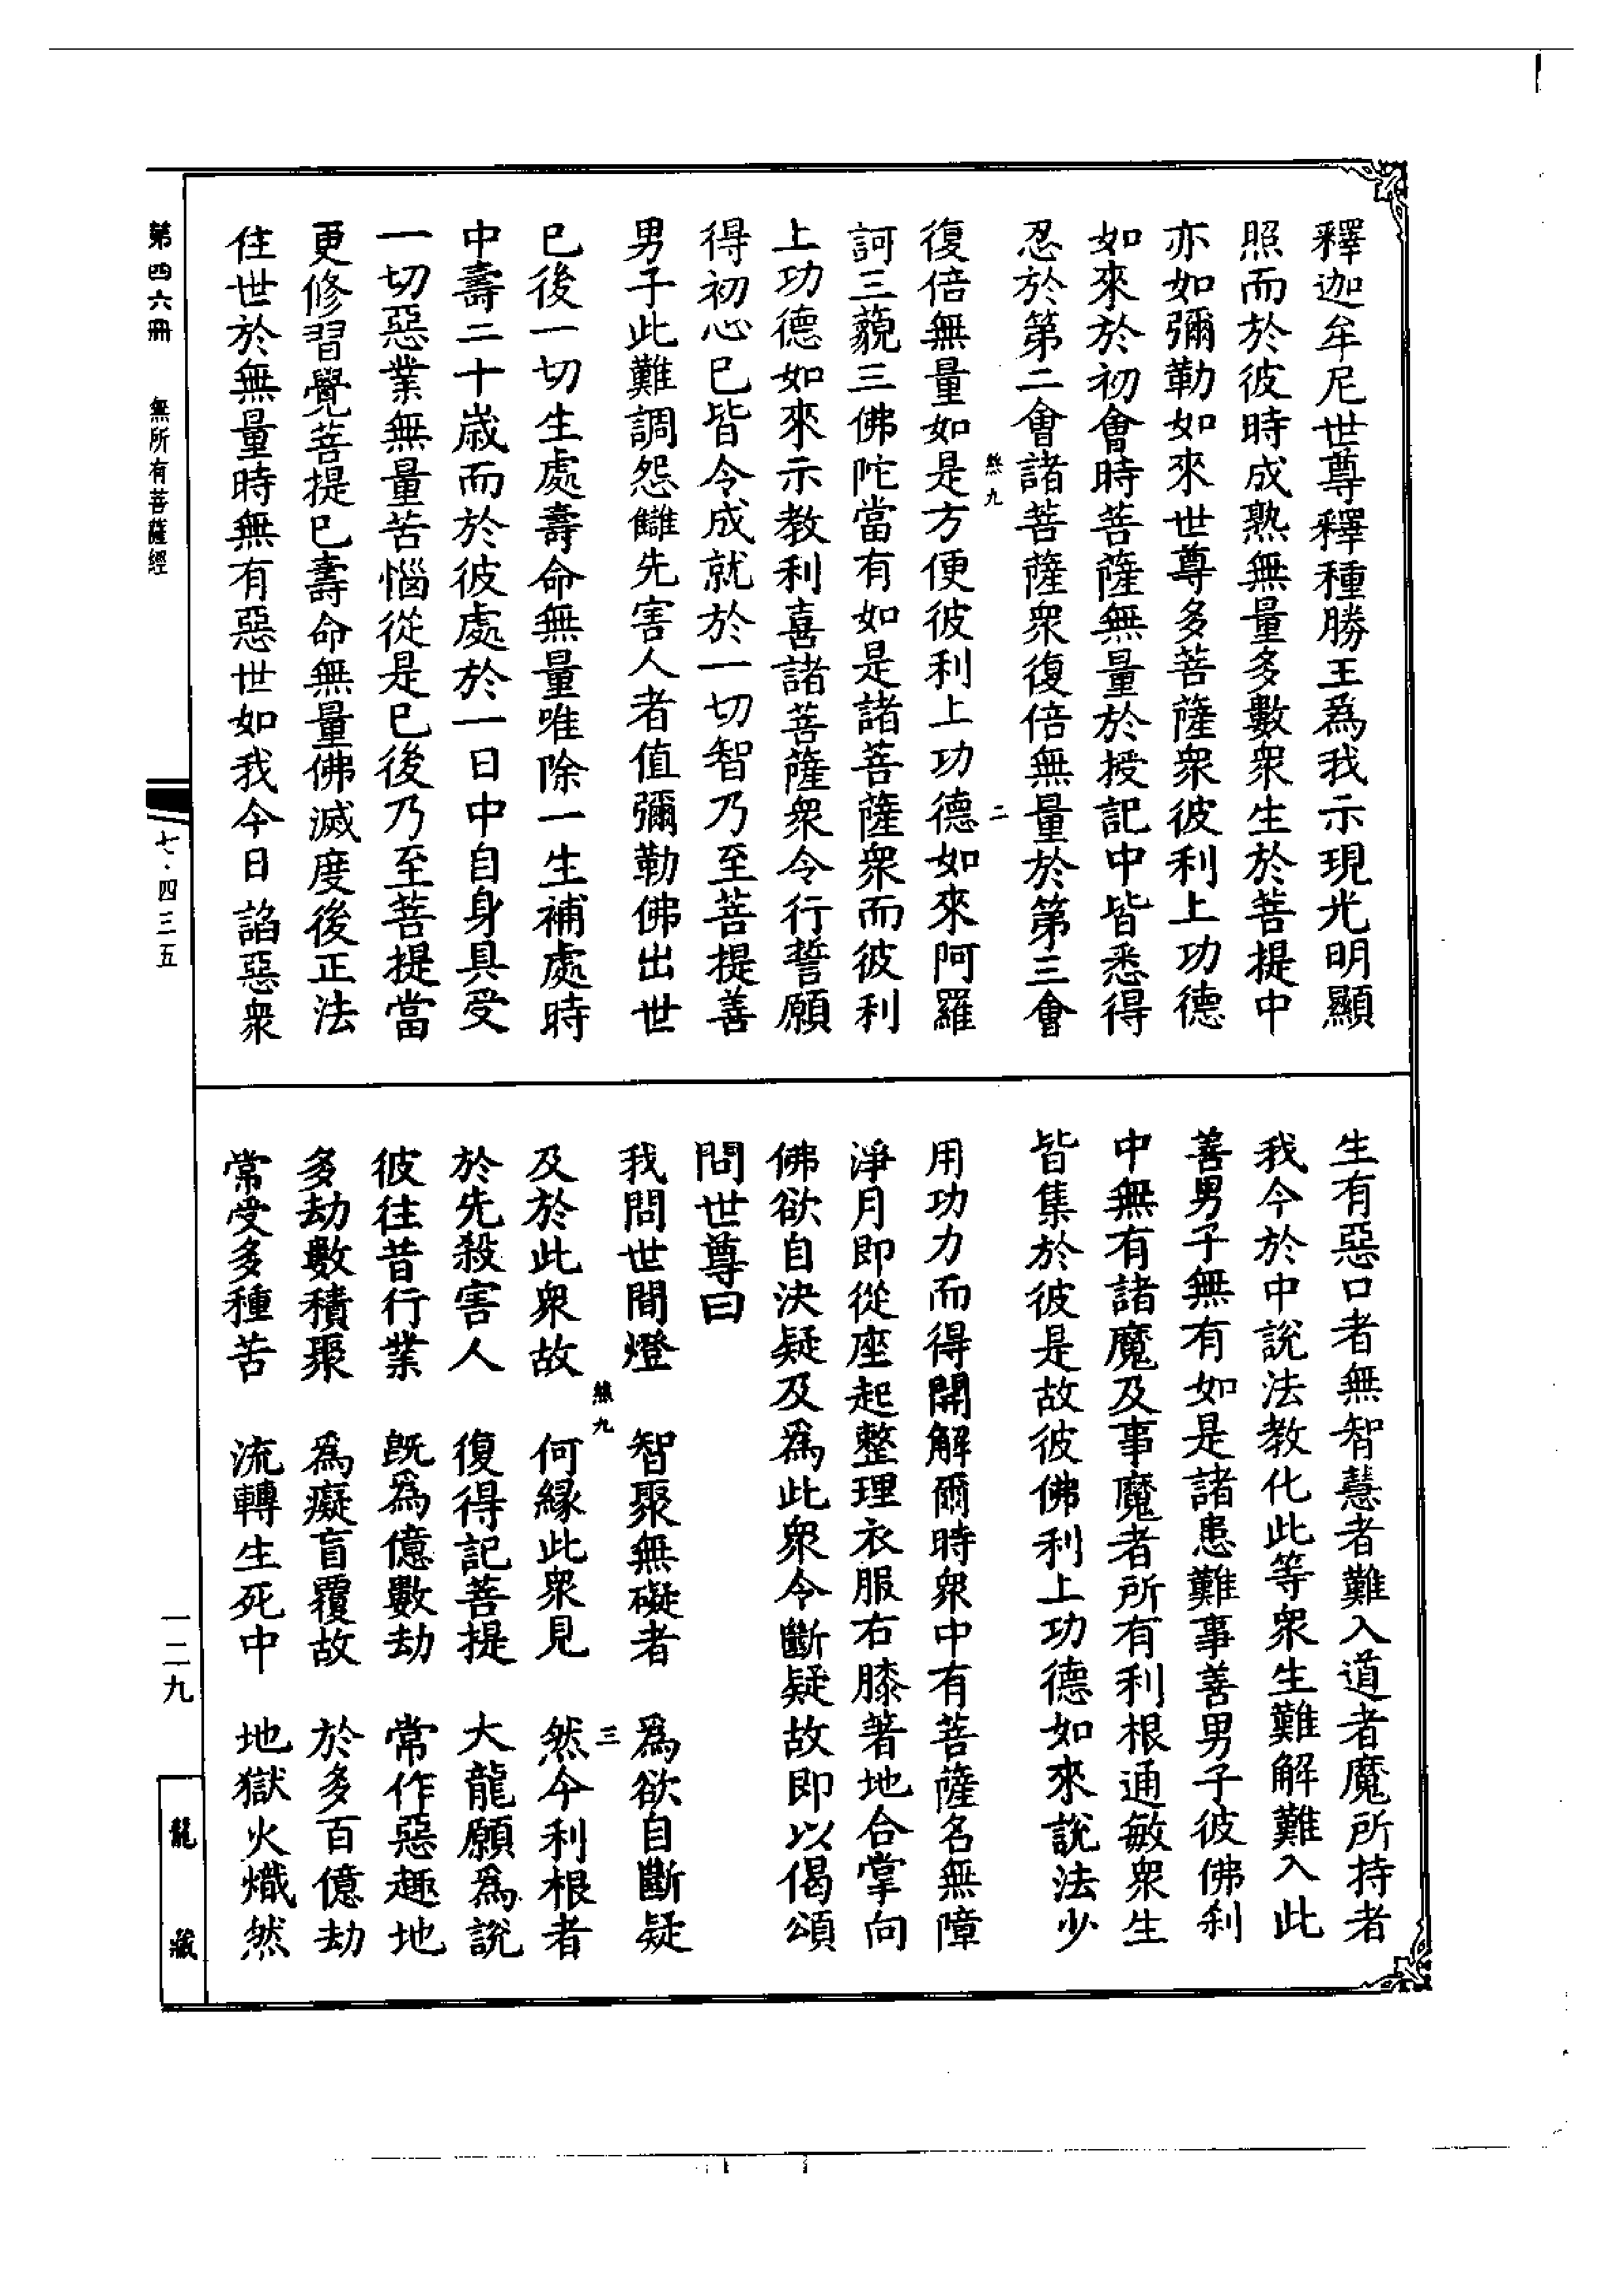 釋迦牟尼世尊釋種勝王爲我示現光明顯
照而於彼時成熟無量多數衆生於菩提中
亦如彌勒如來世尊多菩薩衆彼利上功德
如來於初會時菩薩無量於授記中皆悉得
忍於第二會諸菩薩衆復倍無量於第三會
復倍無量如是方便彼利上功德如來阿羅
訶三藐三佛陀當有如是諸菩薩衆而彼利
上功德如來示教利喜諸菩薩衆令行誓願
得初心已皆令成就於一切智乃至菩提善
男子此難調怨讎先害人者值彌勒佛出世
已後一切生處壽命無量唯除一生補處時
中壽二十歲而於彼處於一日中自身具受
一切惡業無量苦惱從是已後乃至菩提當
更修習覺菩提已壽命無量佛滅度後正法
住世於無量時無有惡世如我今日諂惡衆
生有惡口者無智慧者難入道者魔所持者
我今於中說法教化此等衆生難解難入此
善男子無有如是諸患難事善男子彼佛刹
中無有諸魔及事魔者所有利根通敏衆生
皆集於彼是故彼佛利上功德如來說法少
用功力而得開解爾時衆中有菩薩名無障
淨月即從座起整理衣服右膝著地合掌向
佛欲自決疑及爲此衆令斷疑故即以偈頌
問世尊曰
我問世間燈　智聚無礙者　爲欲自斷疑
及於此衆故　何緣此衆見　然今利根者
於先殺害人　復得記菩提　大龍願爲說
彼往昔行業　既爲億數劫　常作惡趣地
多劫數積聚　爲癡盲覆故　於多百億劫
常受多種苦　流轉生死中　地獄火熾然
第四六冊　無所有菩薩經
七·四三五
一二九
龍藏
二
三